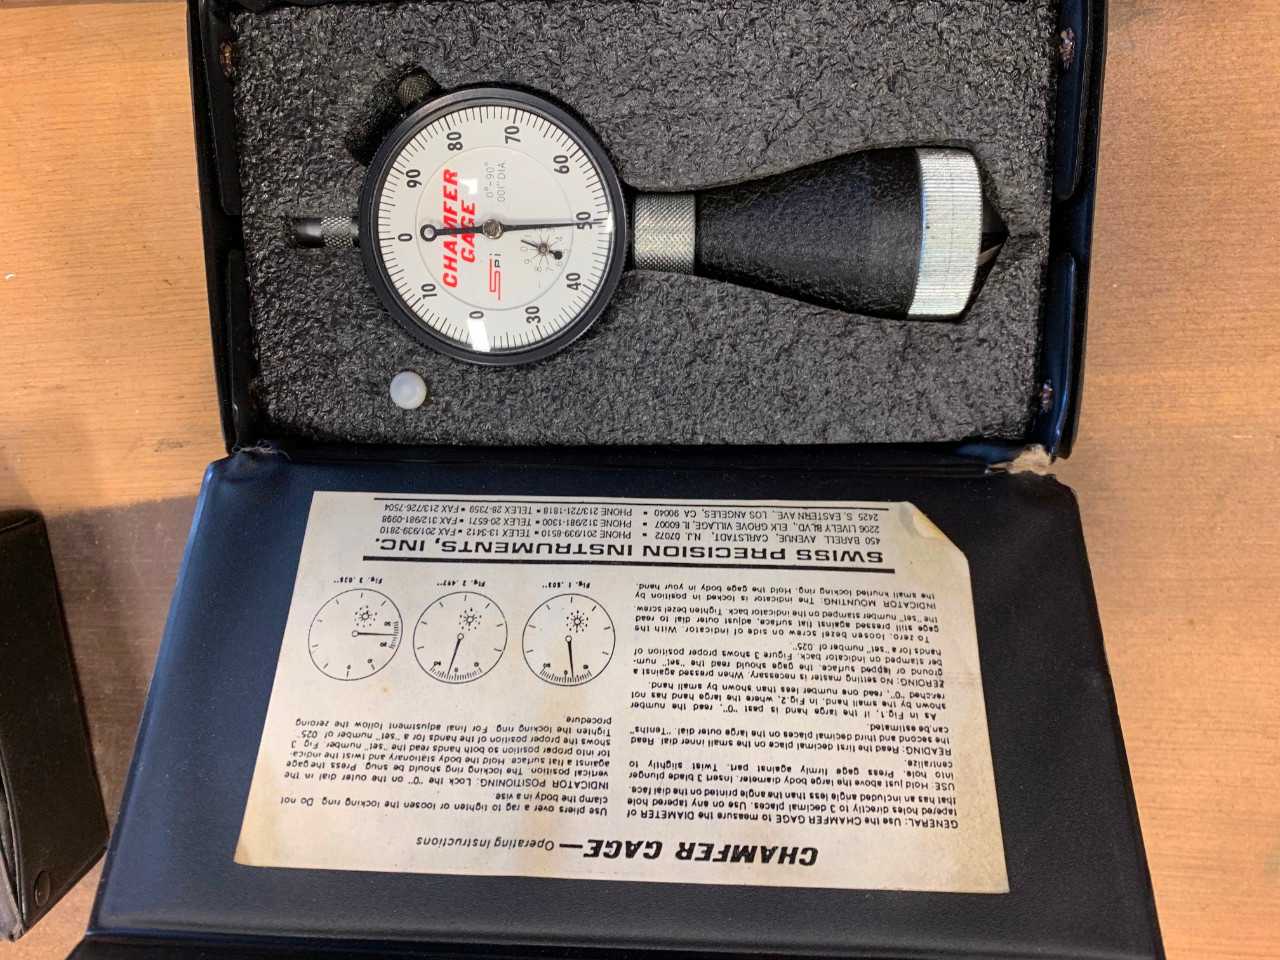 CHAMFER
GAGE
0°-90°
.001" DIA.
SPI
0
10
30
40
50
60
70
80
90
CHAMFER GAGE—Operating instructions
GENERAL: Use the CHAMFER GAGE to measure the DIAMETER of
tapered holes directly to 3 decimal places. Use on any tapered hole
that has an included angle less than the angle printed on the dial face.
USE: Hold just above the large body diameter. Insert 3 blade plunger
into hole. Press gage firmly against part. Twist slightly to
centralize.
READING: Read the first decimal place on the small inner dial. Read
the second and third decimal places on the large outer dial. "Tenths"
can be estimated.
As in Fig. 1, if the large hand is past "0", read the number
shown by the small hand. In Fig. 2, where the large hand has not
reached "0", read one number less than shown by small hand.
ZEROING: No setting master is necessary. When pressed against a
ground or lapped surface, the gage should read the "set" num-
ber stamped on indicator back. Figure 3 shows proper position of
hands for a "set" number of .025".
To zero, loosen bezel screw on side of indicator. With the
gage still pressed against flat surface, adjust outer dial to read
the "set" number stamped on the indicator back. Tighten bezel screw.
INDICATOR MOUNTING: The indicator is locked in position by
the small knurled locking ring. Hold the gage body in your hand.
Use pliers over a rag to tighten or loosen the locking ring. Do not
clamp the body in a vise.
INDICATOR POSITIONING: Lock the "0" on the outer dial in the
vertical position. The locking ring should be snug. Press the gage
against a flat surface. Hold the body stationary and twist the indica-
tor into proper position so both hands read the "set" number. Fig. 3
shows the proper position of the hands for a "set" number of .025".
Tighten the locking ring. For final adjustment follow the zeroing
procedure
Fig. 1 .503"
Fig. 2 .497"
Fig. 3 .025"
SWISS PRECISION INSTRUMENTS, INC.
405 BARELL AVENUE, CARLSTADT, N.J. 07072 • PHONE 201/939-6510 • TELEX 13-3412 • FAX 201/939-2810
2206 LIVELY BLVD., ELK GROVE VILLAGE, IL 60007 • PHONE 312/981-1300 • TELEX 20-6571 • FAX 312/981-0998
2425 S. EASTERN AVE., LOS ANGELES, CA 90040 • PHONE 213/721-1818 • TELEX 28-7359 • FAX 213/726-7504